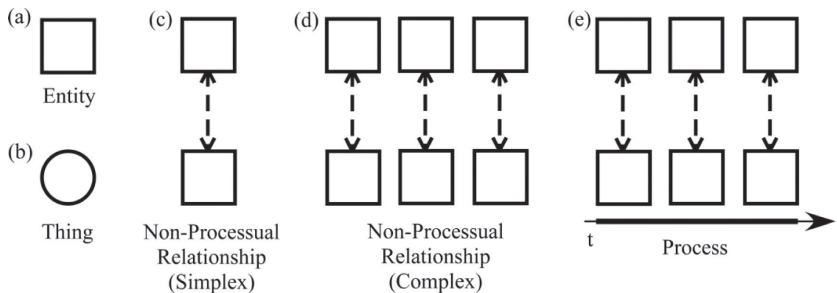 (a)
Entity
(b)
Thing
(c)
Non-Processual
Relationship
(Simplex)
(d)
Non-Processual
Relationship
(Complex)
(e)
t
Process